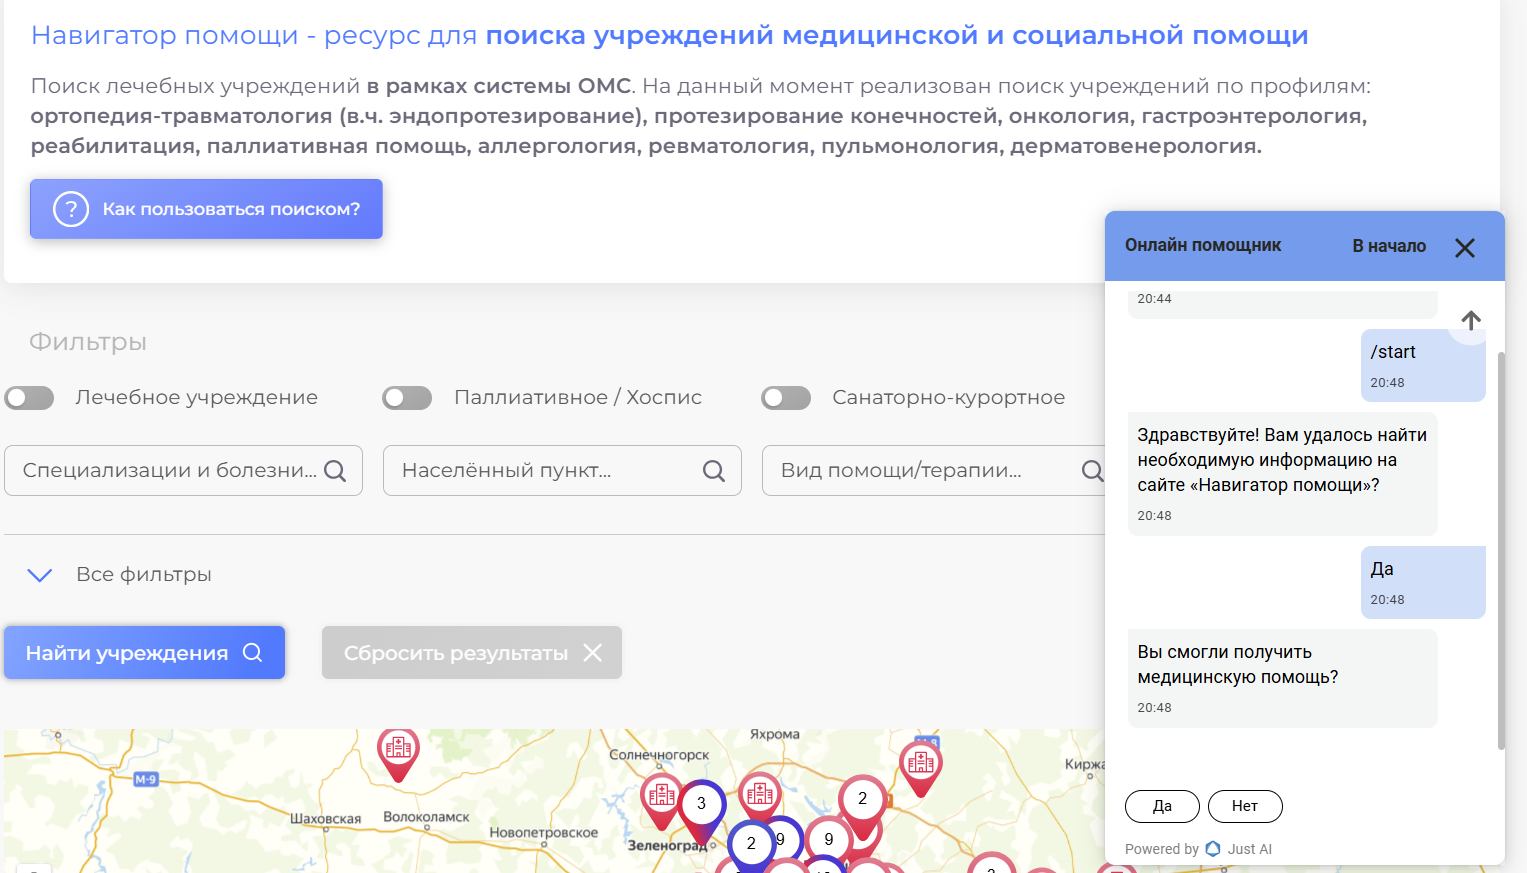 Навигатор помощи - ресурс для поиска учреждений медицинской и социальной помощи
Поиск лечебных учреждений в рамках системы ОМС. На данный момент реализован поиск учреждений по профилям:
ортопедия-травматология (в.ч. эндопротезирование), протезирование конечностей, онкология, гастроэнтерология,
реабилитация, паллиативная помощь, аллергология, ревматология, пульмонология, дерматовенерология.
? Как пользоваться поиском?
Фильтры
Лечебное учреждение
Паллиативное / Хоспис
Санаторно-курортное
Специализации и болезни...
Населённый пункт...
Вид помощи/терапии...
Все фильтры
Найти учреждения
Сбросить результаты
М-9
Шаховская
Волоколамск
Новопетровское
Солнечногорск
Яхрома
Зеленоград
3
2
9
9
2
Онлайн помощник
В начало
20:44
/start
20:48
Здравствуйте! Вам удалось найти
необходимую информацию на
сайте «Навигатор помощи»?
20:48
Да
20:48
Вы смогли получить
медицинскую помощь?
20:48
Да
Нет
Powered by Just AI